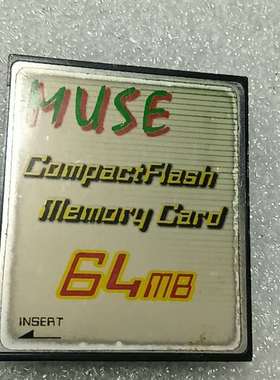 MUSE
CompactFlash
Memory Card
64MB
INSERT